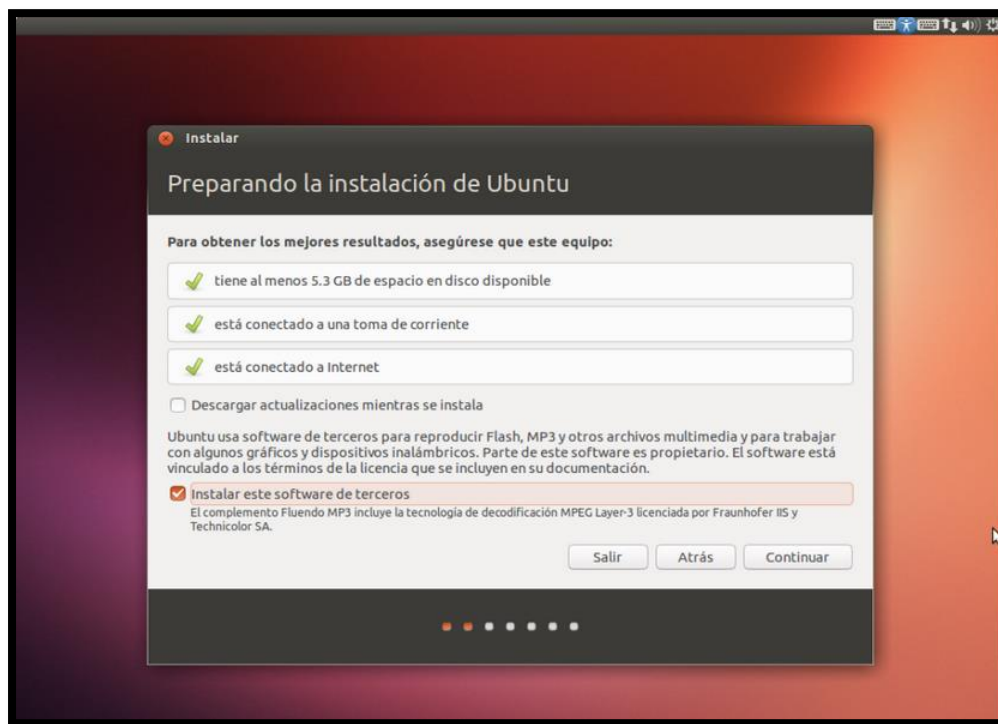 Instalar
Preparando la instalación de Ubuntu
Para obtener los mejores resultados, asegúrese que este equipo:
tiene al menos 5.3 GB de espacio en disco disponible
está conectado a una toma de corriente
está conectado a Internet
Descargar actualizaciones mientras se instala
Ubuntu usa software de terceros para reproducir Flash, MP3 y otros archivos multimedia y para trabajar
con algunos gráficos y dispositivos inalámbricos. Parte de este software es propietario. El software está
vinculado a los términos de la licencia que se incluyen en su documentación.
Instalar este software de terceros
El complemento Fluendo MP3 incluye la tecnología de decodificación MPEG Layer-3 licenciada por Fraunhofer IIS y
Technicolor SA.
Salir Atrás Continuar